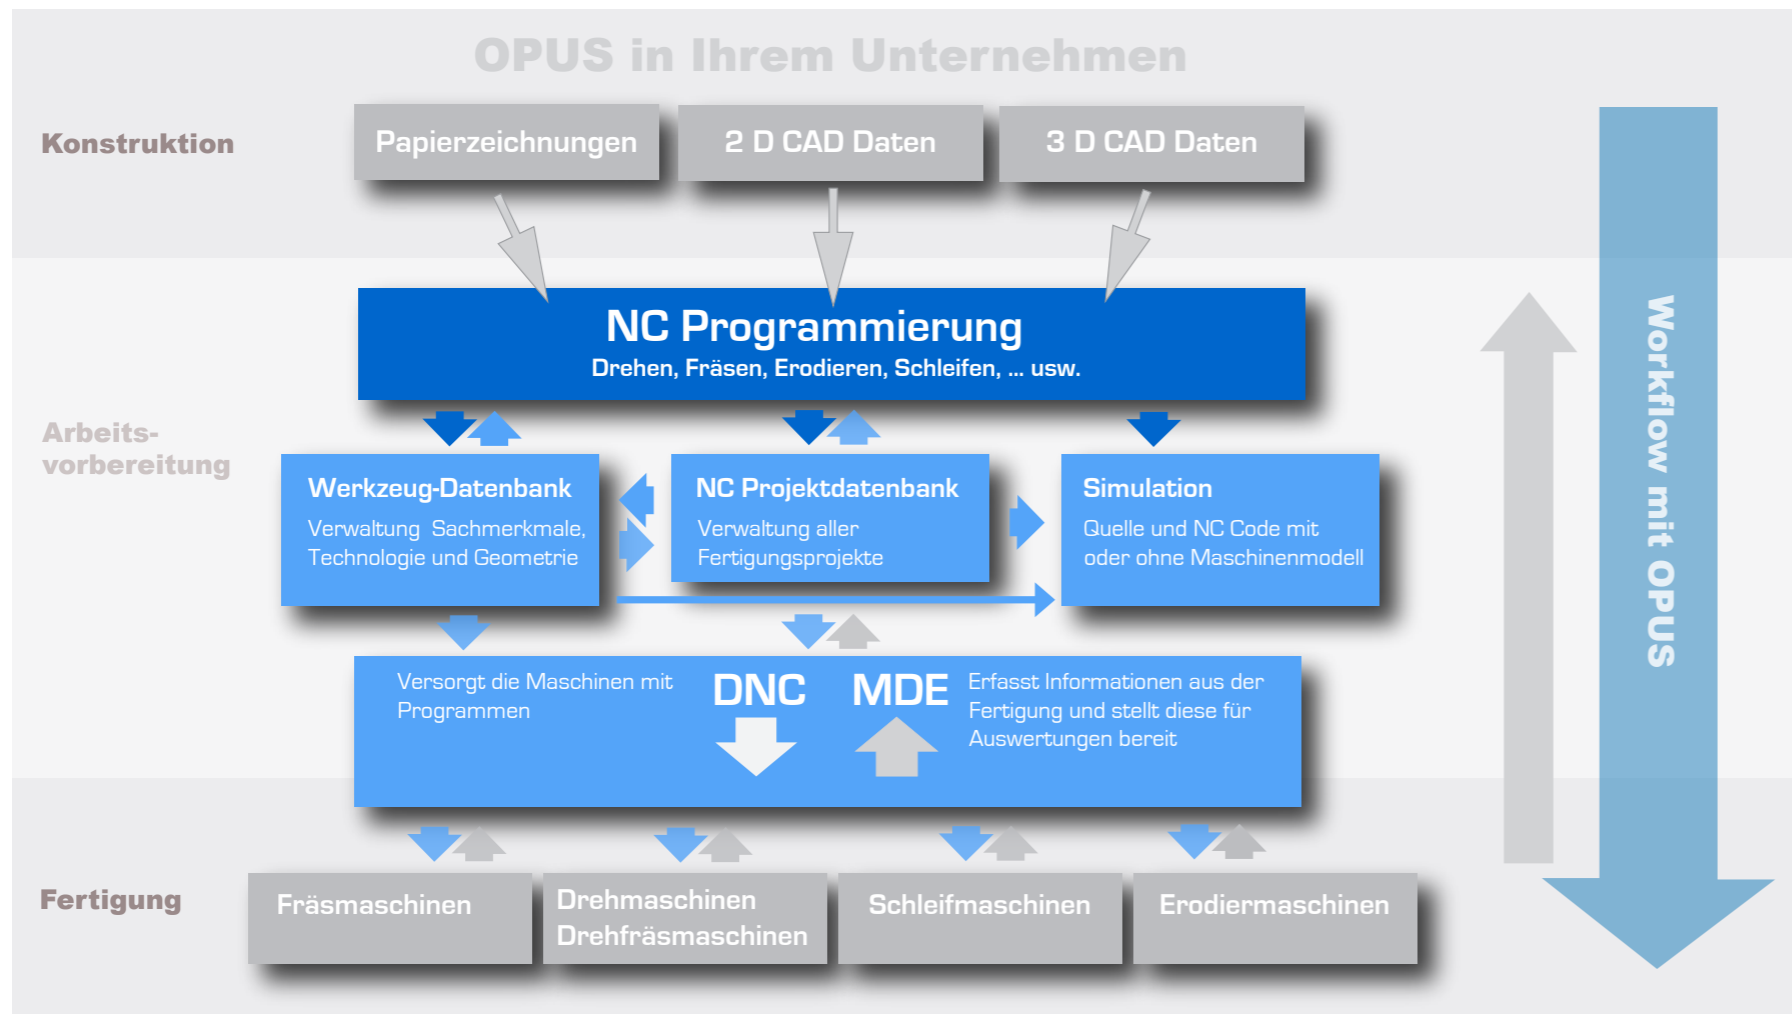 OPUS in Ihrem Unternehmen
Konstruktion
Papierzeichnungen
2 D CAD Daten
3 D CAD Daten
NC Programmierung
Drehen, Fräsen, Erodieren, Schleifen, ... usw.
Arbeits-
vorbereitung
Werkzeug-Datenbank
Verwaltung Sachmerkmale,
Technologie und Geometrie
NC Projektdatenbank
Verwaltung aller
Fertigungsprojekte
Simulation
Quelle und NC Code mit
oder ohne Maschinenmodell
Versorgt die Maschinen mit
Programmen
DNC
MDE
Erfasst Informationen aus der
Fertigung und stellt diese für
Auswertungen bereit
Fertigung
Fräsmaschinen
Drehmaschinen
Drehfräsmaschinen
Schleifmaschinen
Erodiermaschinen
Workflow mit OPUS